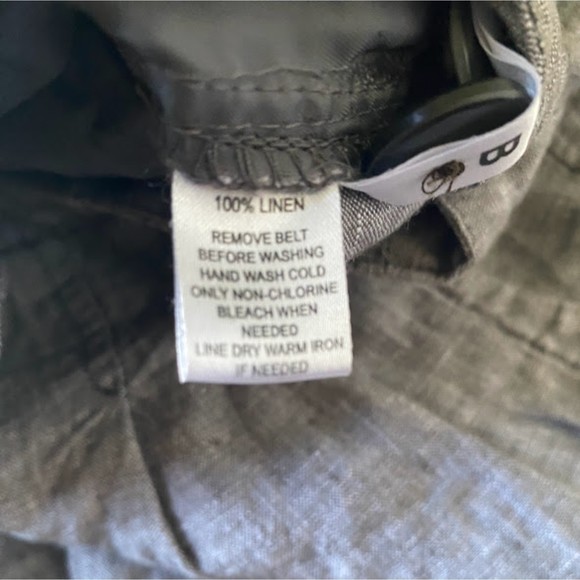 100% LINEN
REMOVE BELT
BEFORE WASHING
HAND WASH COLD
ONLY NON-CHLORINE
BLEACH WHEN
NEEDED
LINE DRY WARM IRON
IF NEEDED
B